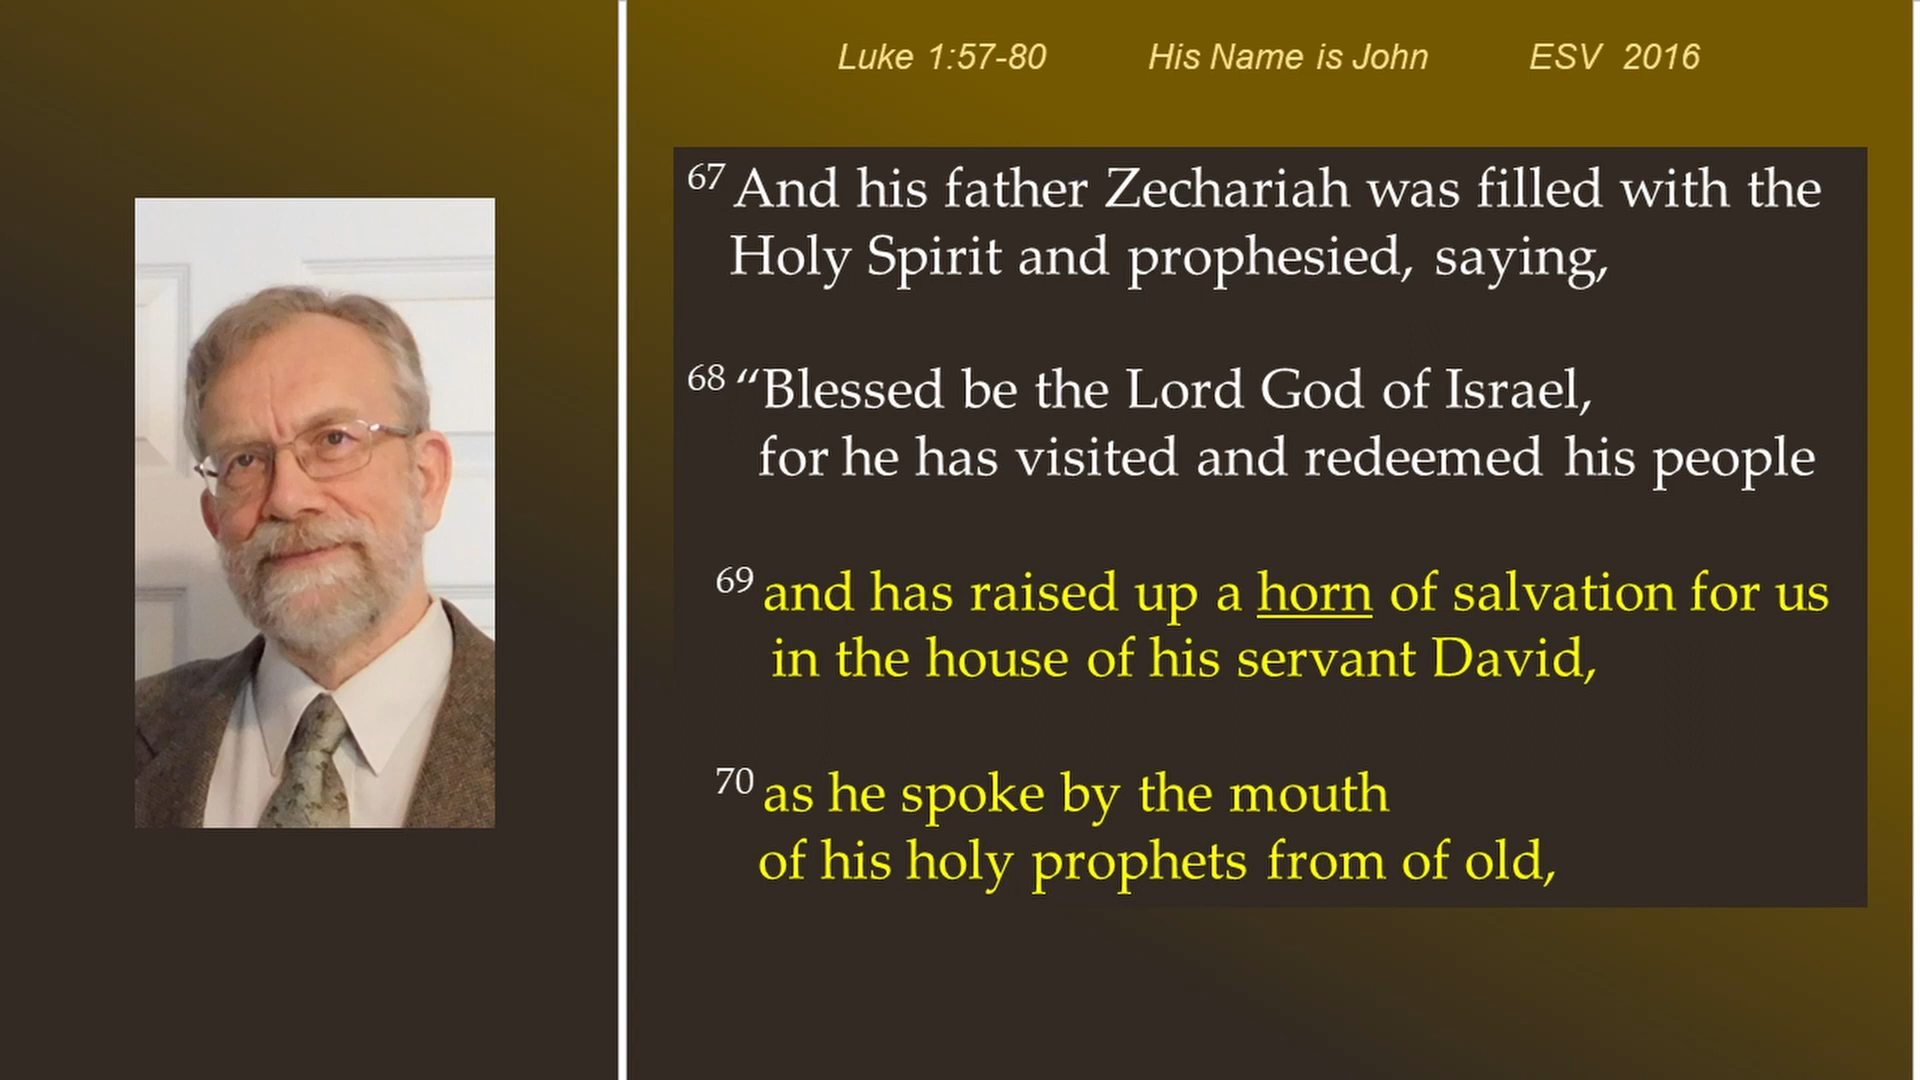 Luke 1:57-80 His Name is John ESV 2016
67 And his father Zechariah was filled with the
Holy Spirit and prophesied, saying,
68 “Blessed be the Lord God of Israel,
for he has visited and redeemed his people
69 and has raised up a horn of salvation for us
in the house of his servant David,
70 as he spoke by the mouth
of his holy prophets from of old,